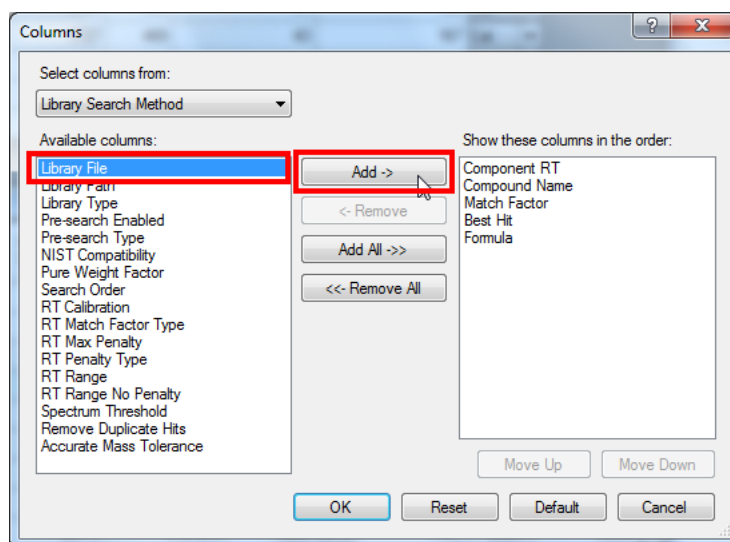 Columns
?
X
Select columns from:
Library Search Method
Available columns:
Library File
Library Path
Library Type
Pre-search Enabled
Pre-search Type
NIST Compatibility
Pure Weight Factor
Search Order
RT Calibration
RT Match Factor Type
RT Max Penalty
RT Penalty Type
RT Range
RT Range No Penalty
Spectrum Threshold
Remove Duplicate Hits
Accurate Mass Tolerance
Add ->
<- Remove
Add All ->>
<<- Remove All
Show these columns in the order:
Component RT
Compound Name
Match Factor
Best Hit
Formula
Move Up
Move Down
OK
Reset
Default
Cancel